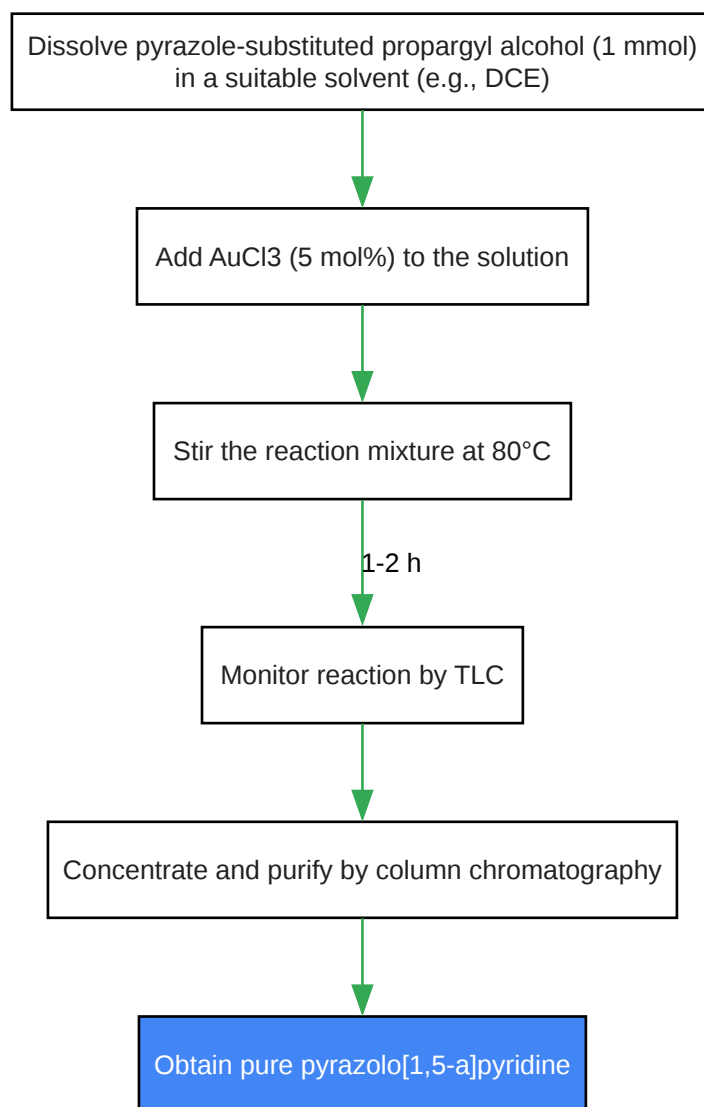 Dissolve pyrazole-substituted propargyl alcohol (1 mmol)
in a suitable solvent (e.g., DCE)
Add AuCl3 (5 mol%) to the solution
Stir the reaction mixture at 80°C
1-2 h
Monitor reaction by TLC
Concentrate and purify by column chromatography
Obtain pure pyrazolo[1,5-a]pyridine